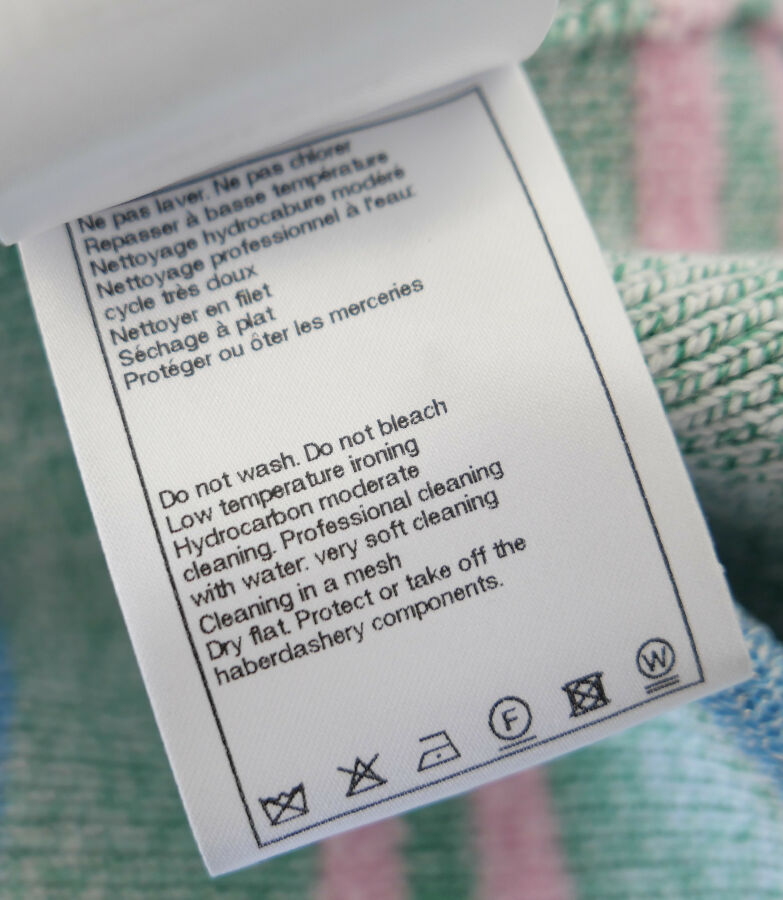 Ne pas laver. Ne pas chlorer
Repasser à basse température
Nettoyage hydrocabure modéré
Nettoyage professionnel à l'eau:
cycle très doux
Nettoyer en filet
Séchage à plat
Protéger ou ôter les merceries
Do not wash. Do not bleach
Low temperature ironing
Hydrocarbon moderate
cleaning. Professional cleaning
with water: very soft cleaning
Cleaning in a mesh
Dry flat. Protect or take off the
haberdashery components.
F
W